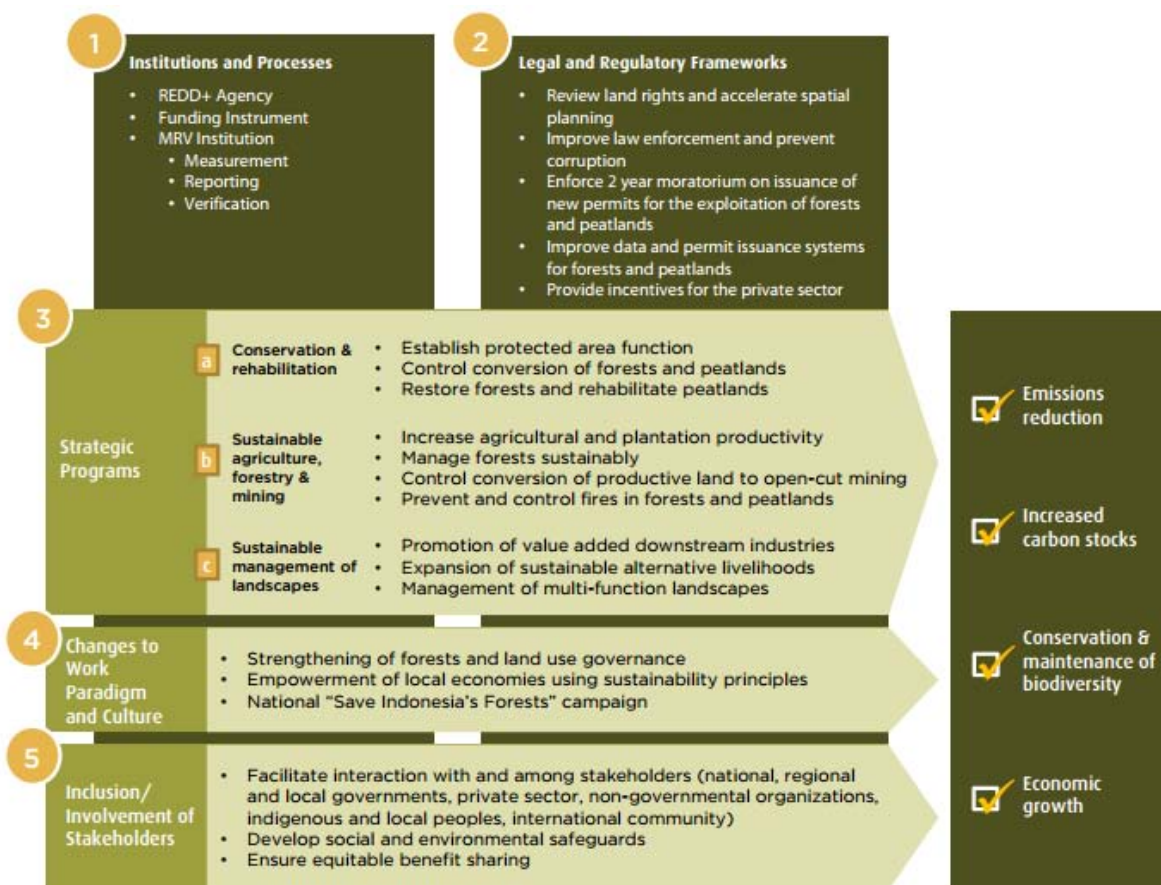 1
Institutions and Processes
• REDD+ Agency
• Funding Instrument
• MRV Institution
• Measurement
• Reporting
• Verification
2
Legal and Regulatory Frameworks
• Review land rights and accelerate spatial
planning
• Improve law enforcement and prevent
corruption
• Enforce 2 year moratorium on issuance of
new permits for the exploitation of forests
and peatlands
• Improve data and permit issuance systems
for forests and peatlands
• Provide incentives for the private sector
3
Strategic
Programs
a
Conservation &
rehabilitation
• Establish protected area function
• Control conversion of forests and peatlands
• Restore forests and rehabilitate peatlands
b
Sustainable
agriculture,
forestry &
mining
• Increase agricultural and plantation productivity
• Manage forests sustainably
• Control conversion of productive land to open-cut mining
• Prevent and control fires in forests and peatlands
c
Sustainable
management of
landscapes
• Promotion of value added downstream industries
• Expansion of sustainable alternative livelihoods
• Management of multi-function landscapes
4
Changes to
Work
Paradigm
and Culture
• Strengthening of forests and land use governance
• Empowerment of local economies using sustainability principles
• National “Save Indonesia’s Forests” campaign
5
Inclusion/
Involvement of
Stakeholders
• Facilitate interaction with and among stakeholders (national, regional
and local governments, private sector, non-governmental organizations,
indigenous and local peoples, international community)
• Develop social and environmental safeguards
• Ensure equitable benefit sharing
Emissions
reduction
Increased
carbon stocks
Conservation &
maintenance of
biodiversity
Economic
growth